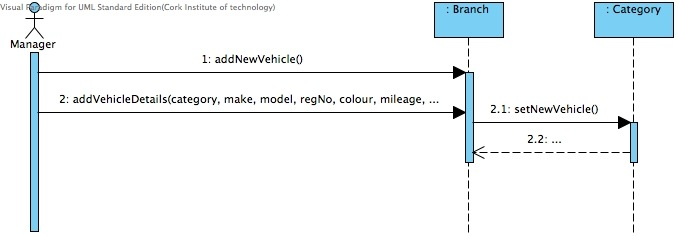 Visual Paradigm for UML Standard Edition(Cork Institute of technology)
: Branch
: Category
Manager
1: addNewVehicle()
2: addVehicleDetails(category, make, model, regNo, colour, mileage, ...
2.1: setNewVehicle()
2.2: ...